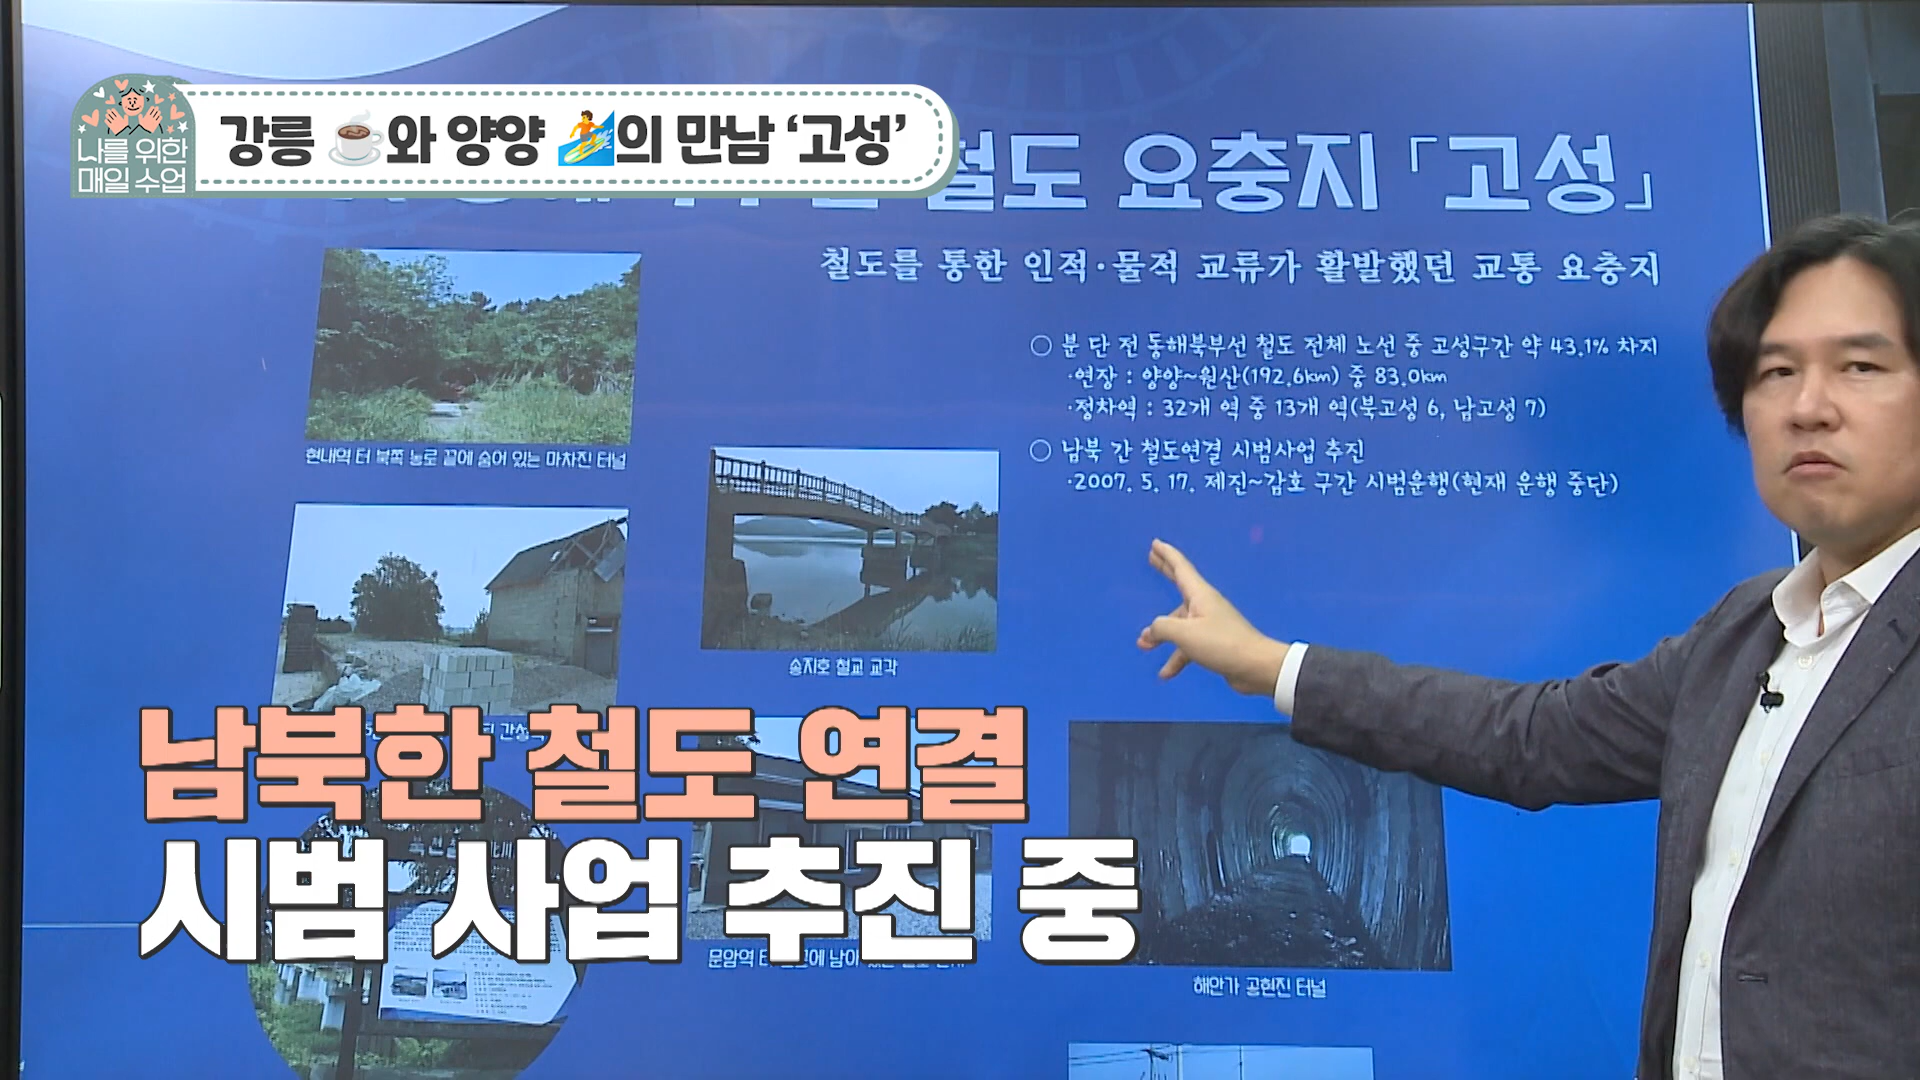 나를 위한
매일 수업
강릉 ☕와 양양 🏄의 만남 ‘고성’
철도 요충지 「고성」
철도를 통한 인적·물적 교류가 활발했던 교통 요충지
○ 분단 전 동해북부선 철도 전체 노선 중 고성구간 약 43.1% 차지
·연장 : 양양~원산(192.6km) 중 83.0km
·정차역 : 32개 역 중 13개 역(북고성 6, 남고성 7)
○ 남북 간 철도연결 시범사업 추진
·2007. 5. 17. 제진~감호 구간 시범운행(현재 운행 중단)
현내역 터 북쪽 농로 끝에 숨어 있는 마차진 터널
송지호 철교 교각
남북한 철도 연결
시범 사업 추진 중
문암역 터
해안가 공현진 터널